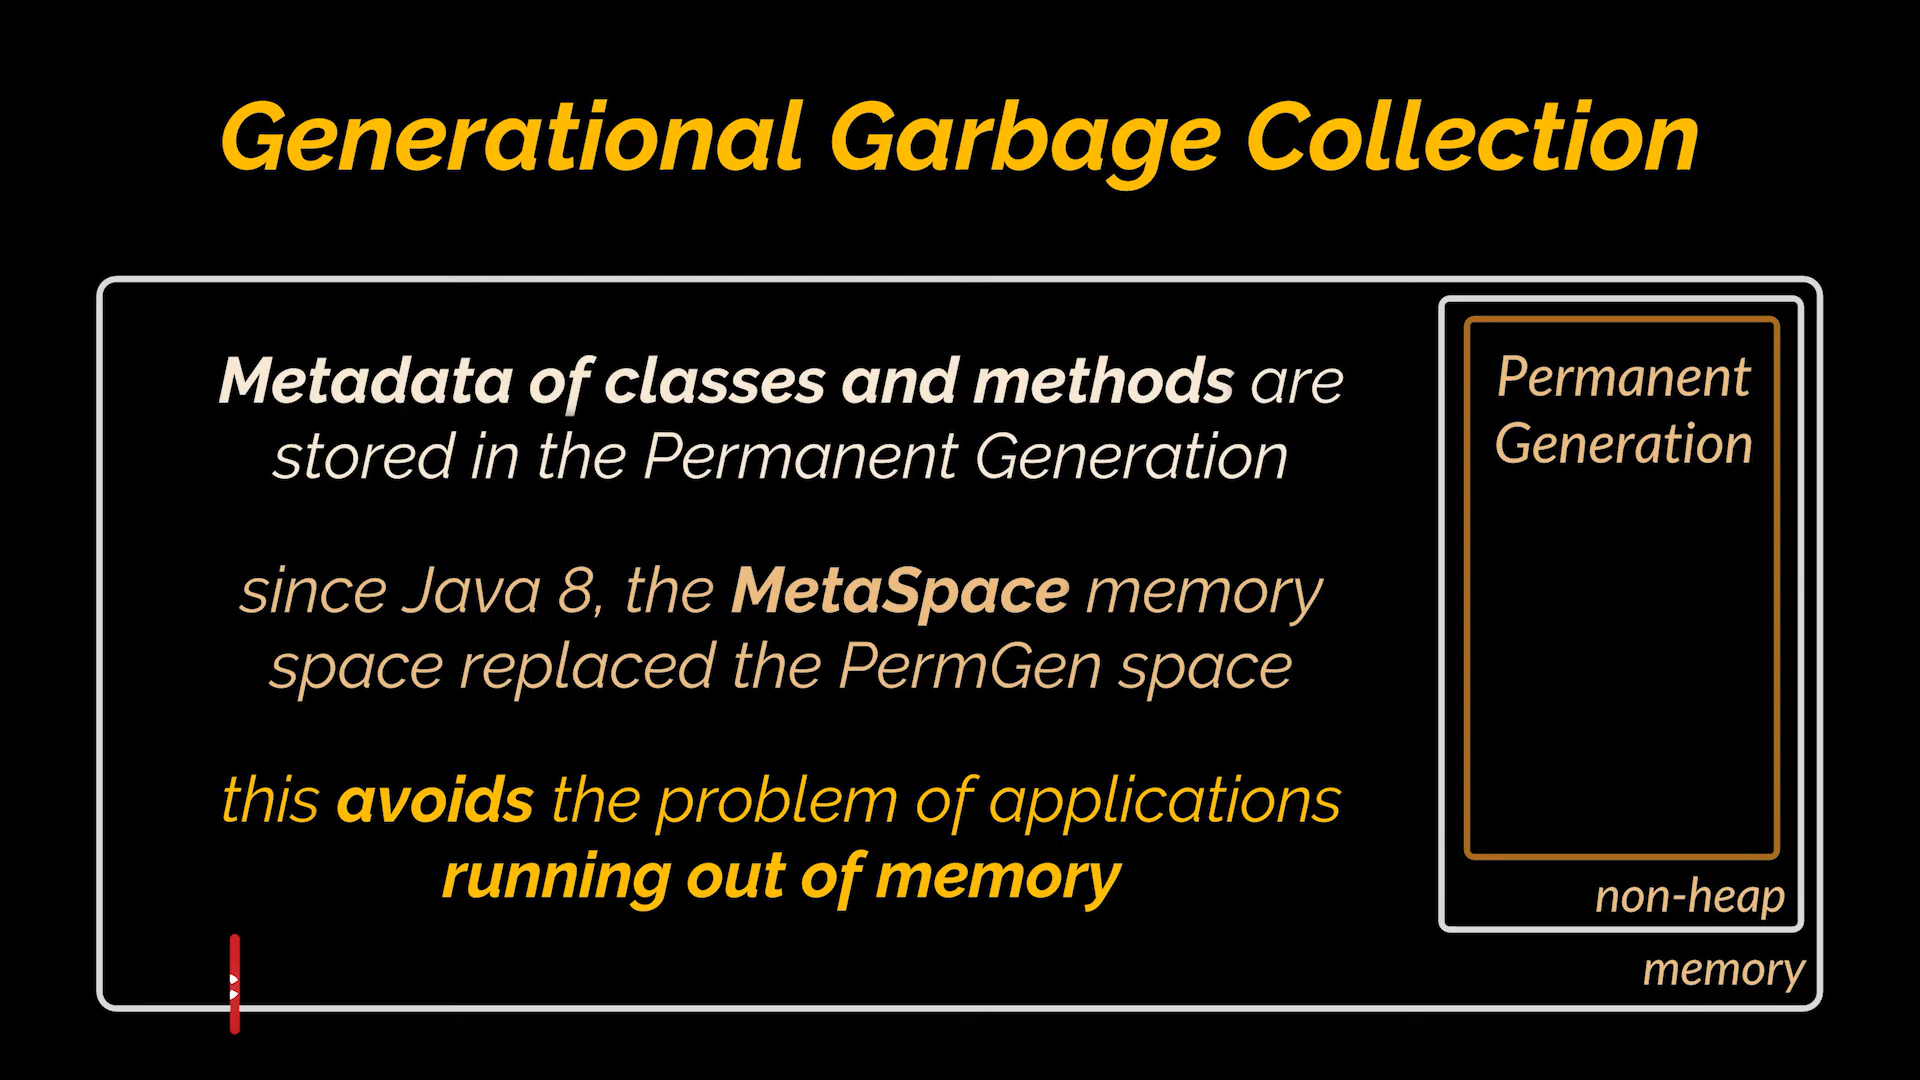 Generational Garbage Collection
Metadata of classes and methods are
stored in the Permanent Generation
since Java 8, the MetaSpace memory
space replaced the PermGen space
this avoids the problem of applications
running out of memory
Permanent
Generation
non-heap
memory